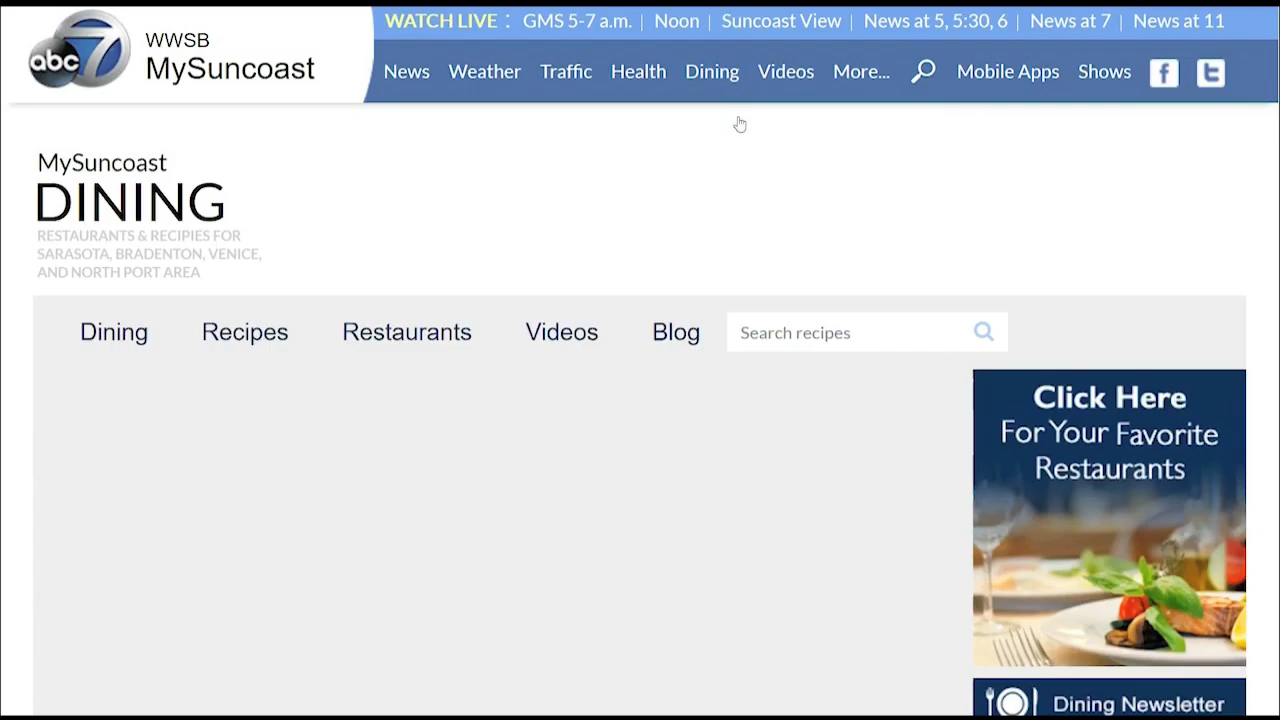 WATCH LIVE : GMS 5-7 a.m. | Noon | Suncoast View | News at 5, 5:30, 6 | News at 7 | News at 11
abc 7
WWSB
MySuncoast
News Weather Traffic Health Dining Videos More... Mobile Apps Shows f t
MySuncoast
DINING
RESTAURANTS & RECIPIES FOR
SARASOTA, BRADENTON, VENICE,
AND NORTH PORT AREA
Dining Recipes Restaurants Videos Blog Search recipes
Click Here
For Your Favorite
Restaurants
Dining Newsletter